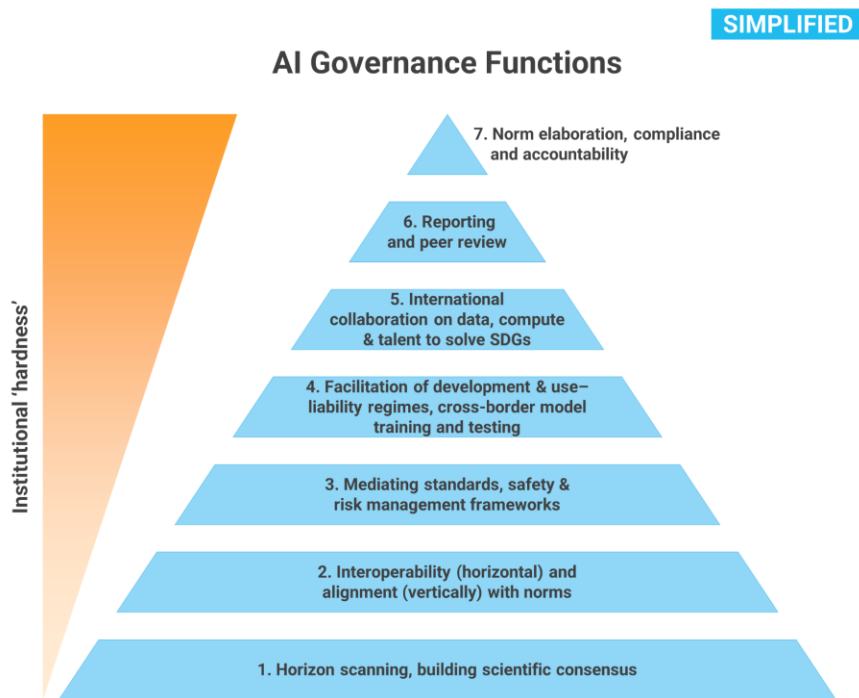 SIMPLIFIED
AI Governance Functions
7. Norm elaboration, compliance
and accountability
6. Reporting
and peer review
5. International
collaboration on data, compute
& talent to solve SDGs
4. Facilitation of development & use–
liability regimes, cross-border model
training and testing
3. Mediating standards, safety &
risk management frameworks
2. Interoperability (horizontal) and
alignment (vertically) with norms
1. Horizon scanning, building scientific consensus
Institutional ‘hardness’